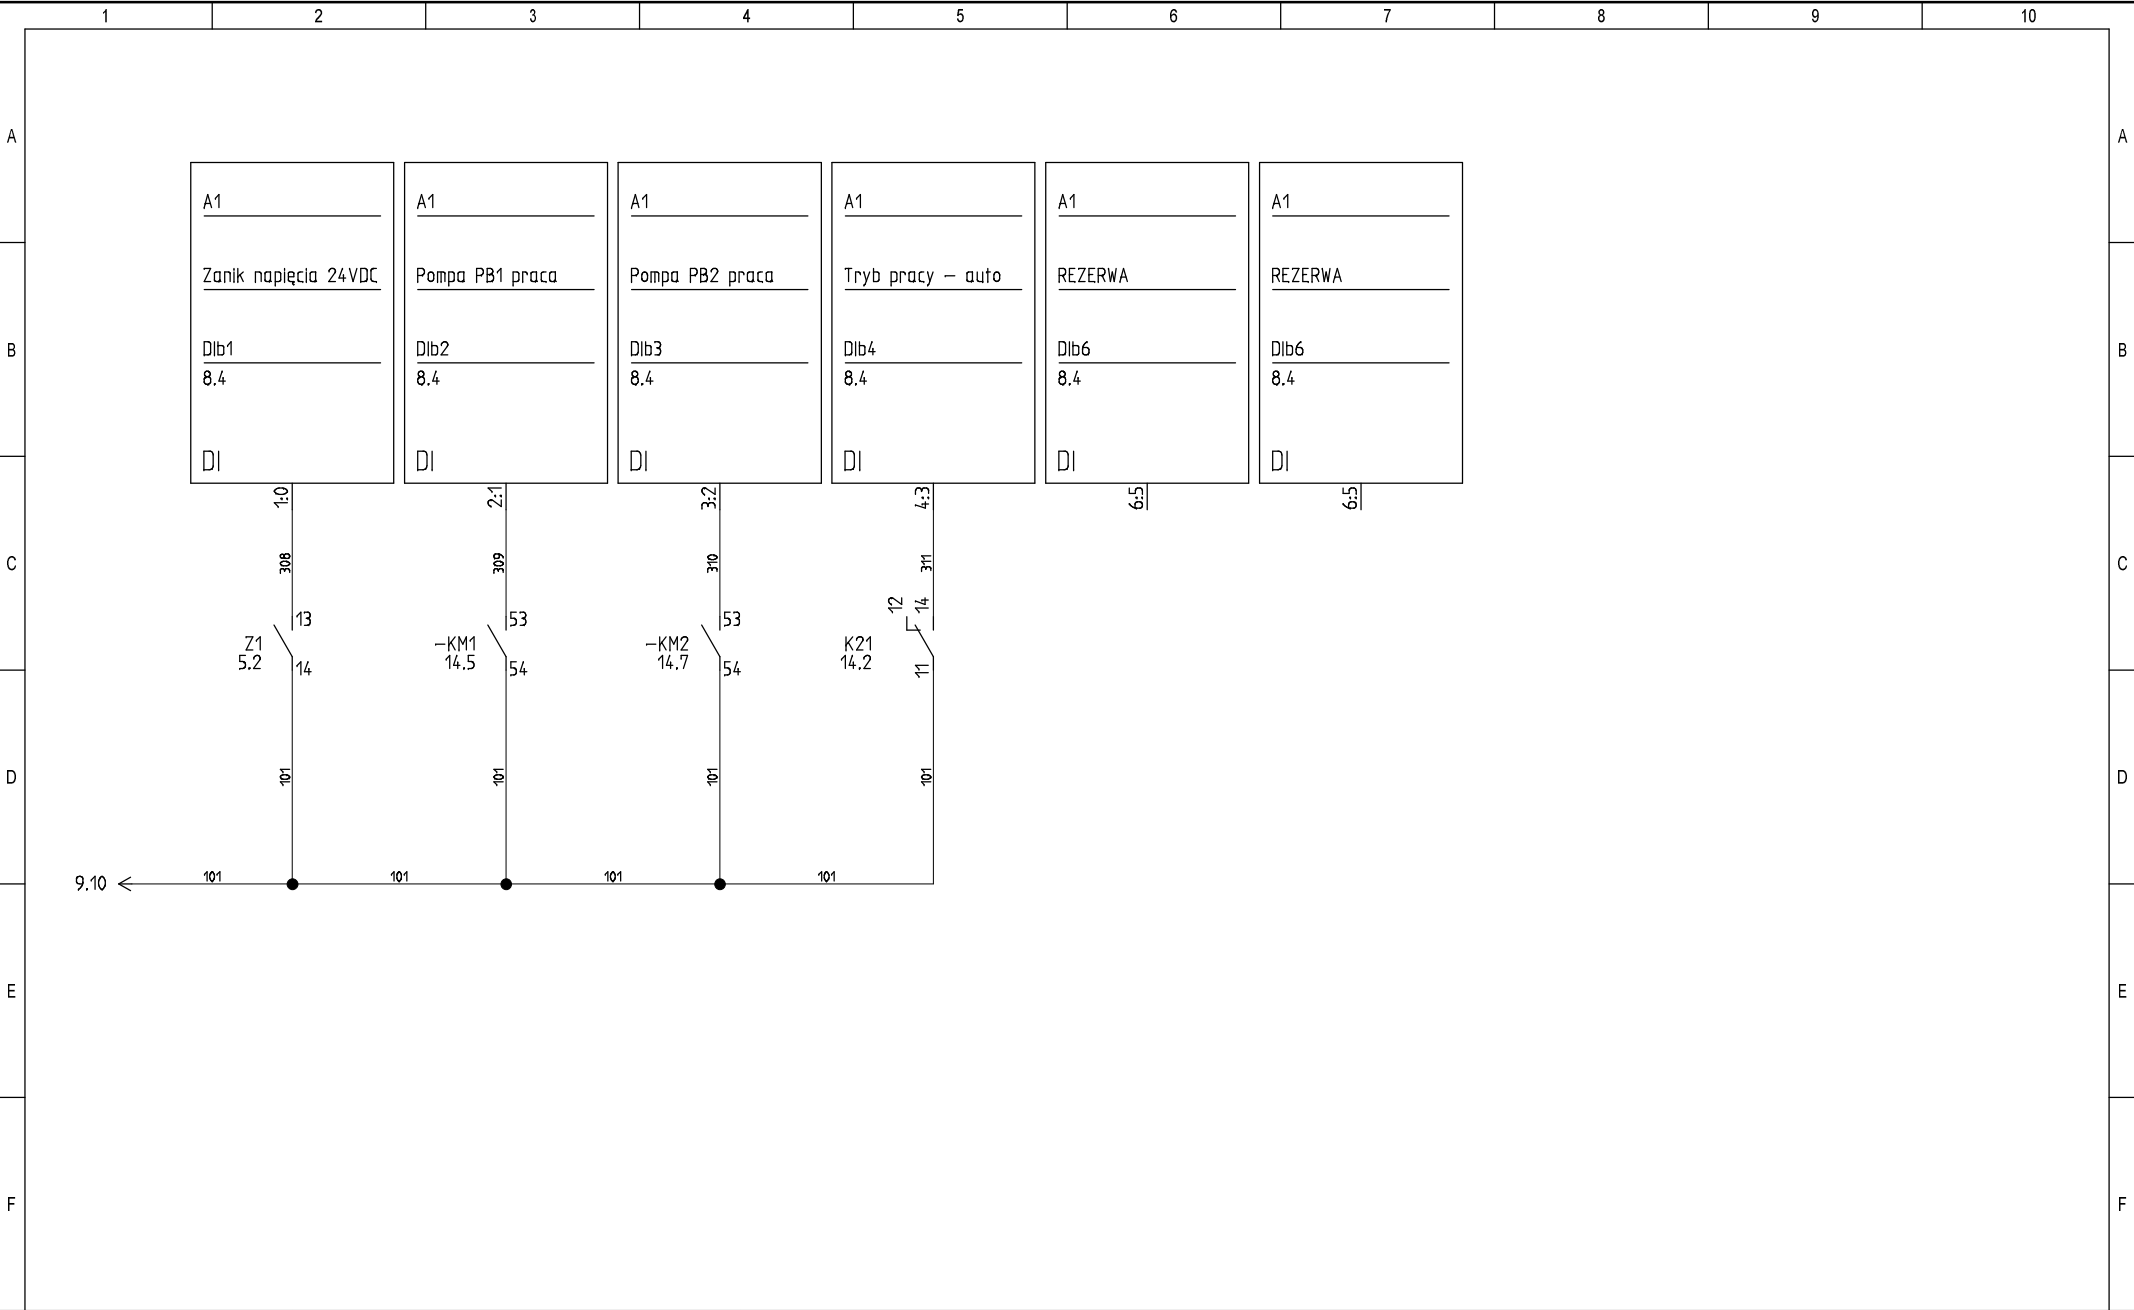 1 2 3 4 5 6 7 8 9 10
A A
A1 A1 A1 A1 A1 A1
Zanik napięcia 24VDC Pompa PB1 praca Pompa PB2 praca Tryb pracy – auto REZERWA REZERWA
B B
DIb1 DIb2 DIb3 DIb4 DIb6 DIb6
8.4 8.4 8.4 8.4 8.4 8.4
DI DI DI DI DI DI
1:0 2:1 3:2 4:3 6:5 6:5
C 308 309 310 311 C
12 14
13 53 53
Z1 -KM1 -KM2 K21
5.2 14.5 14.7 14.2
14 54 54 11
D 101 101 101 101 D
101 101 101 101
9.10
E E
F F